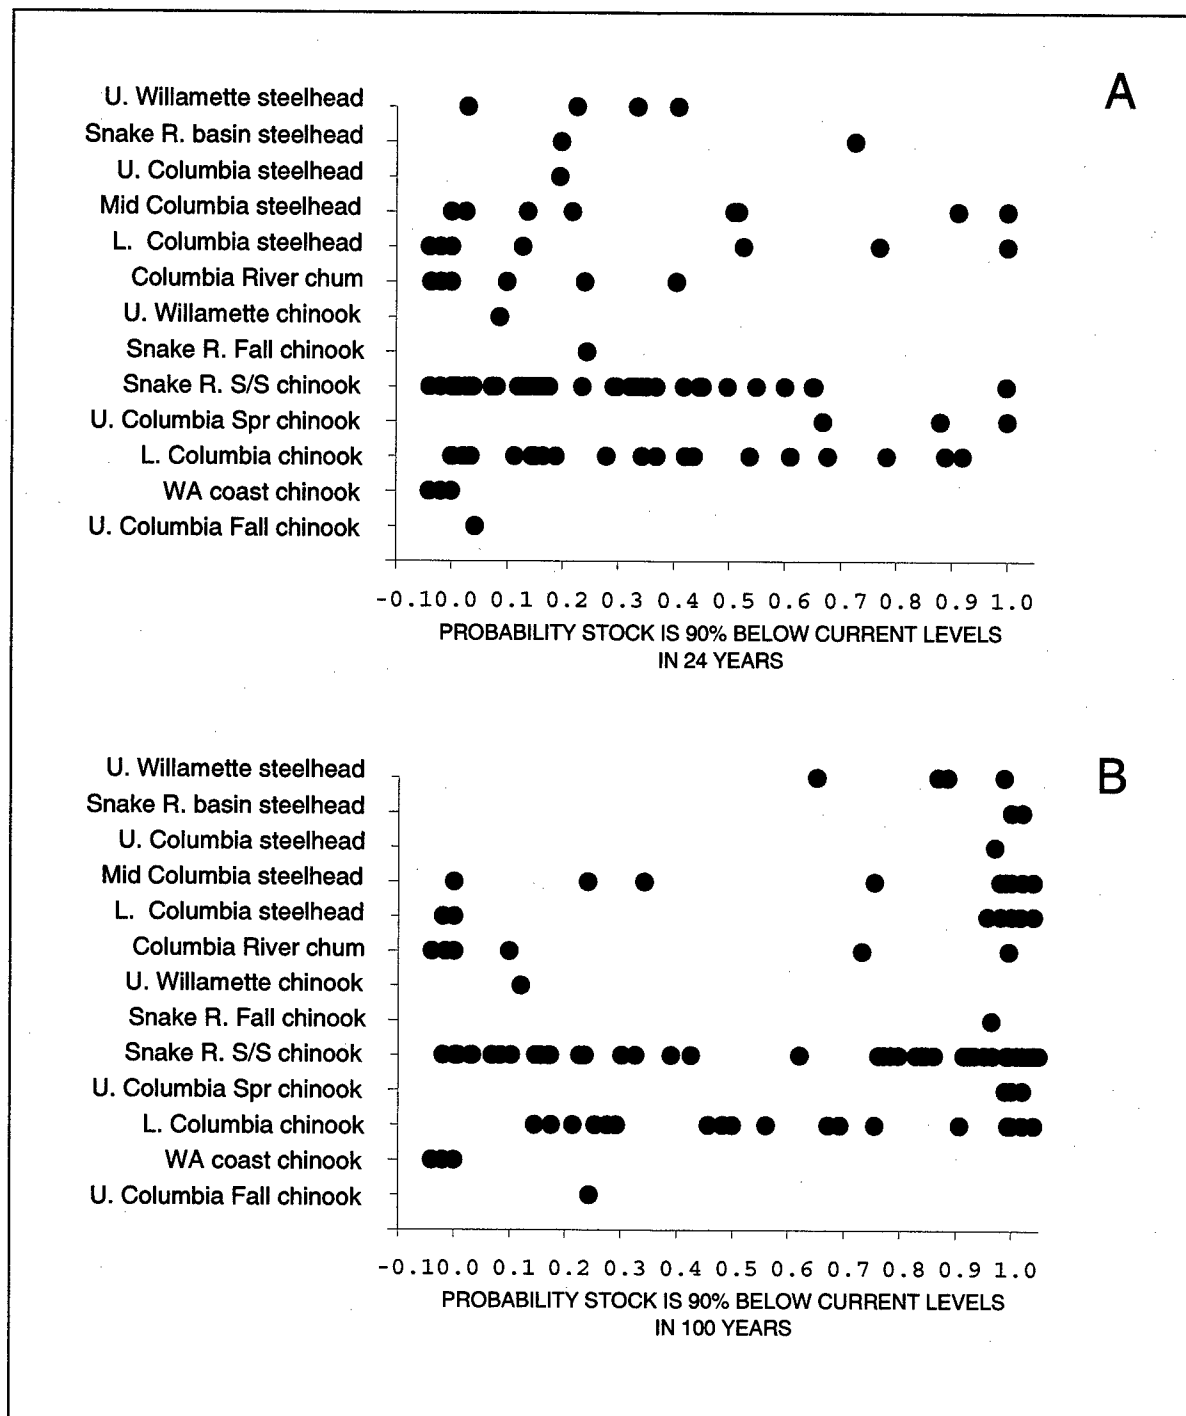 A
U. Willamette steelhead
Snake R. basin steelhead
U. Columbia steelhead
Mid Columbia steelhead
L. Columbia steelhead
Columbia River chum
U. Willamette chinook
Snake R. Fall chinook
Snake R. S/S chinook
U. Columbia Spr chinook
L. Columbia chinook
WA coast chinook
U. Columbia Fall chinook
-0.1 0.0 0.1 0.2 0.3 0.4 0.5 0.6 0.7 0.8 0.9 1.0
PROBABILITY STOCK IS 90% BELOW CURRENT LEVELS
IN 24 YEARS
B
U. Willamette steelhead
Snake R. basin steelhead
U. Columbia steelhead
Mid Columbia steelhead
L. Columbia steelhead
Columbia River chum
U. Willamette chinook
Snake R. Fall chinook
Snake R. S/S chinook
U. Columbia Spr chinook
L. Columbia chinook
WA coast chinook
U. Columbia Fall chinook
-0.1 0.0 0.1 0.2 0.3 0.4 0.5 0.6 0.7 0.8 0.9 1.0
PROBABILITY STOCK IS 90% BELOW CURRENT LEVELS
IN 100 YEARS